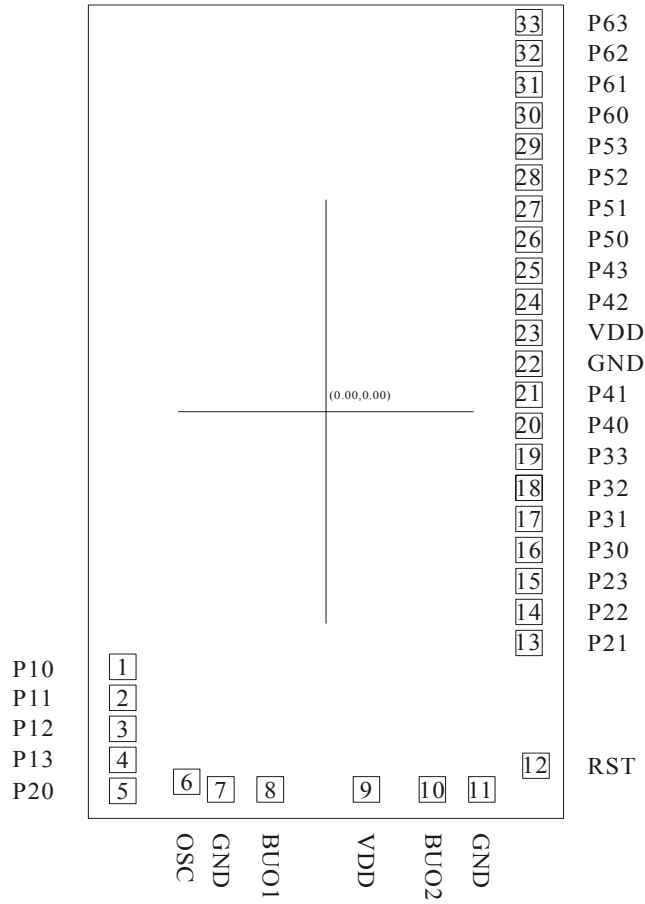 33 P63
32 P62
31 P61
30 P60
29 P53
28 P52
27 P51
26 P50
25 P43
24 P42
23 VDD
22 GND
(0.00,0.00)
21 P41
20 P40
19 P33
18 P32
17 P31
16 P30
15 P23
14 P22
13 P21
P10 1
P11 2
P12 3
P13 4
12 RST
P20 5 6 7 8 9 10 11
OSC
GND
BUO1
VDD
BUO2
GND